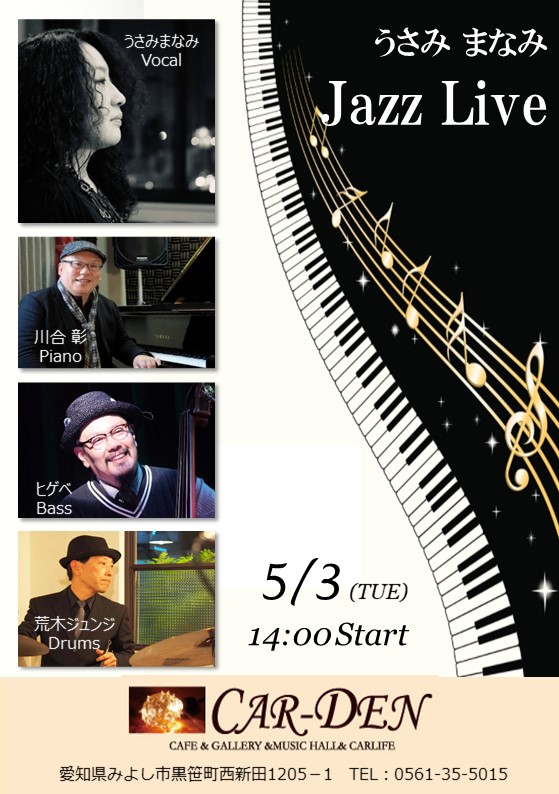 うさみ まなみ
Jazz Live
うさみまなみ
Vocal
川合 彰
Piano
ヒゲベ
Bass
荒木ジュンジ
Drums
5/3 (TUE)
14:00Start
CAR-DEN
CAFE & GALLERY &MUSIC HALL& CARLIFE
愛知県みよし市黒笹町西新田1205－1　TEL：0561-35-5015